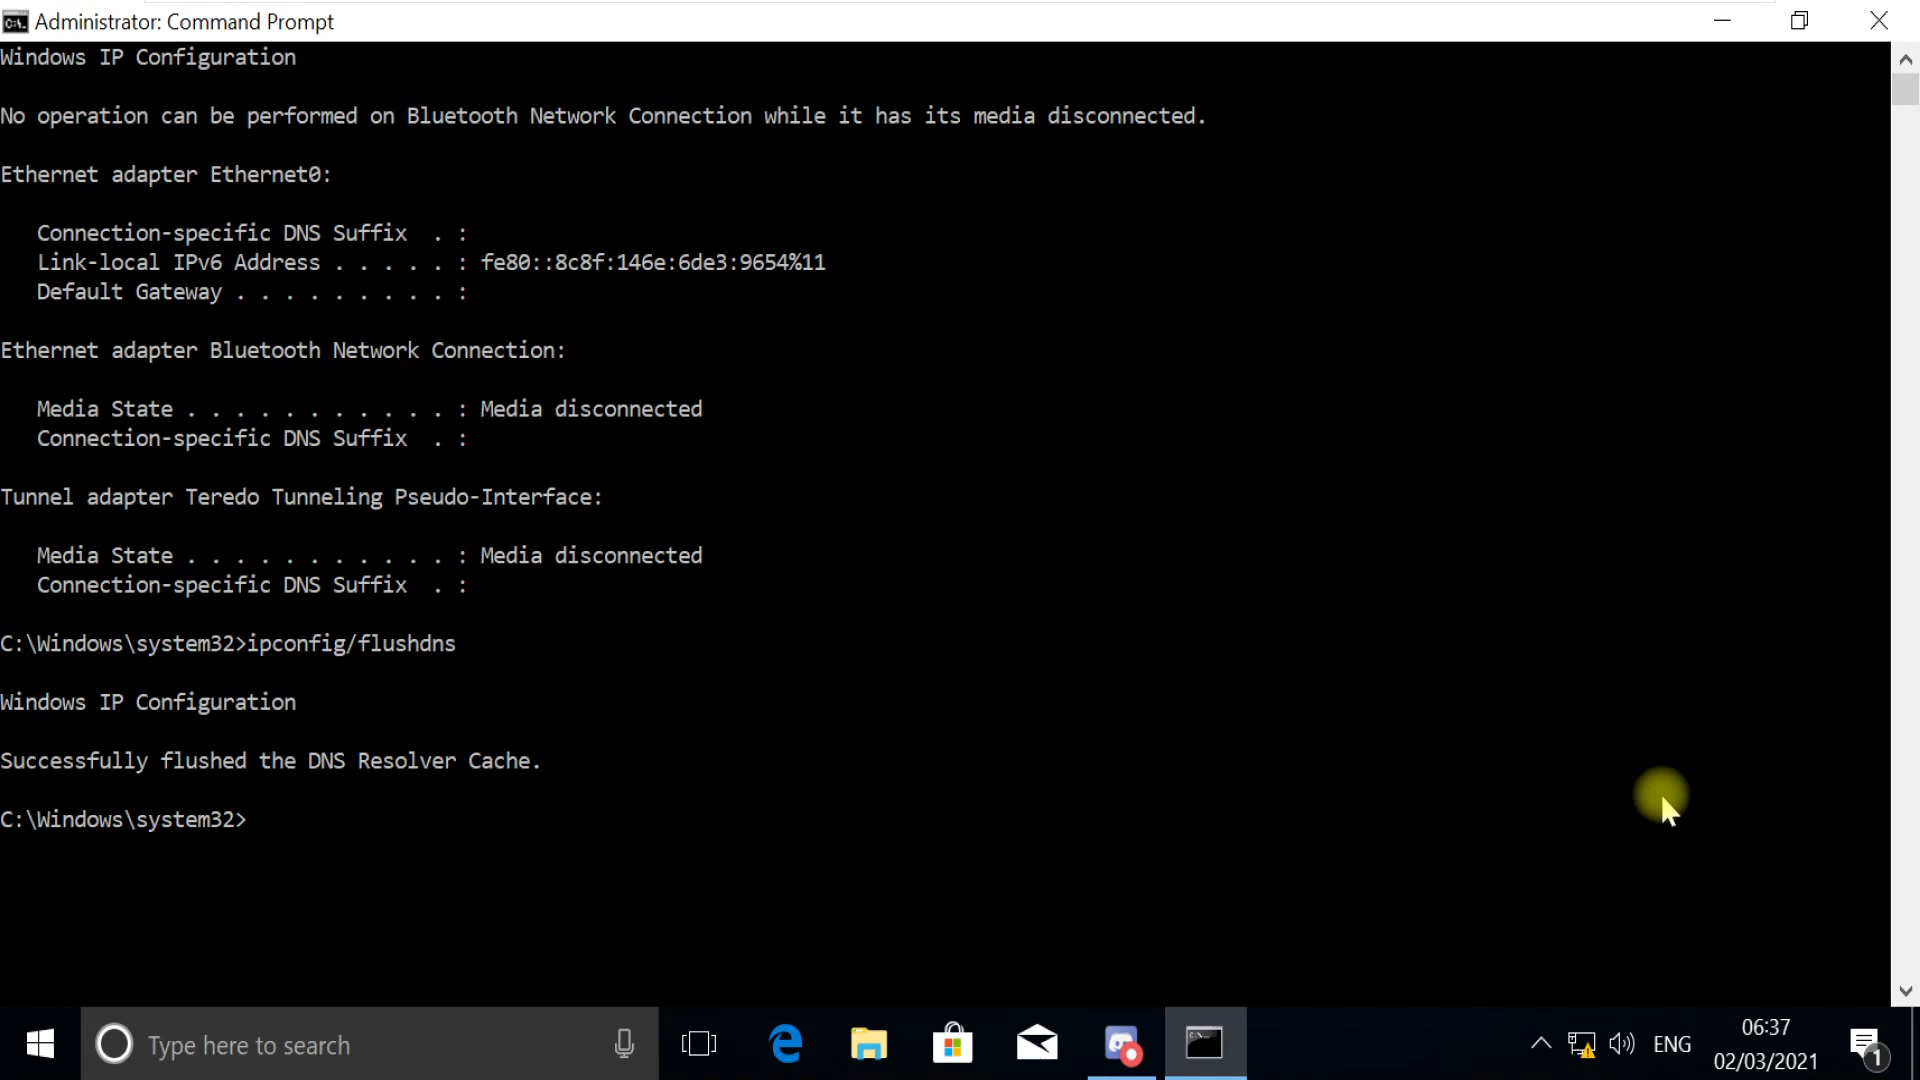 Administrator: Command Prompt
Windows IP Configuration
No operation can be performed on Bluetooth Network Connection while it has its media disconnected.
Ethernet adapter Ethernet0:
Connection-specific DNS Suffix  . :
Link-local IPv6 Address . . . . . : fe80::8c8f:146e:6de3:9654%11
Default Gateway . . . . . . . . . :
Ethernet adapter Bluetooth Network Connection:
Media State . . . . . . . . . . . : Media disconnected
Connection-specific DNS Suffix  . :
Tunnel adapter Teredo Tunneling Pseudo-Interface:
Media State . . . . . . . . . . . : Media disconnected
Connection-specific DNS Suffix  . :
C:\Windows\system32>ipconfig/flushdns
Windows IP Configuration
Successfully flushed the DNS Resolver Cache.
C:\Windows\system32>
Type here to search
ENG
06:37
02/03/2021
1